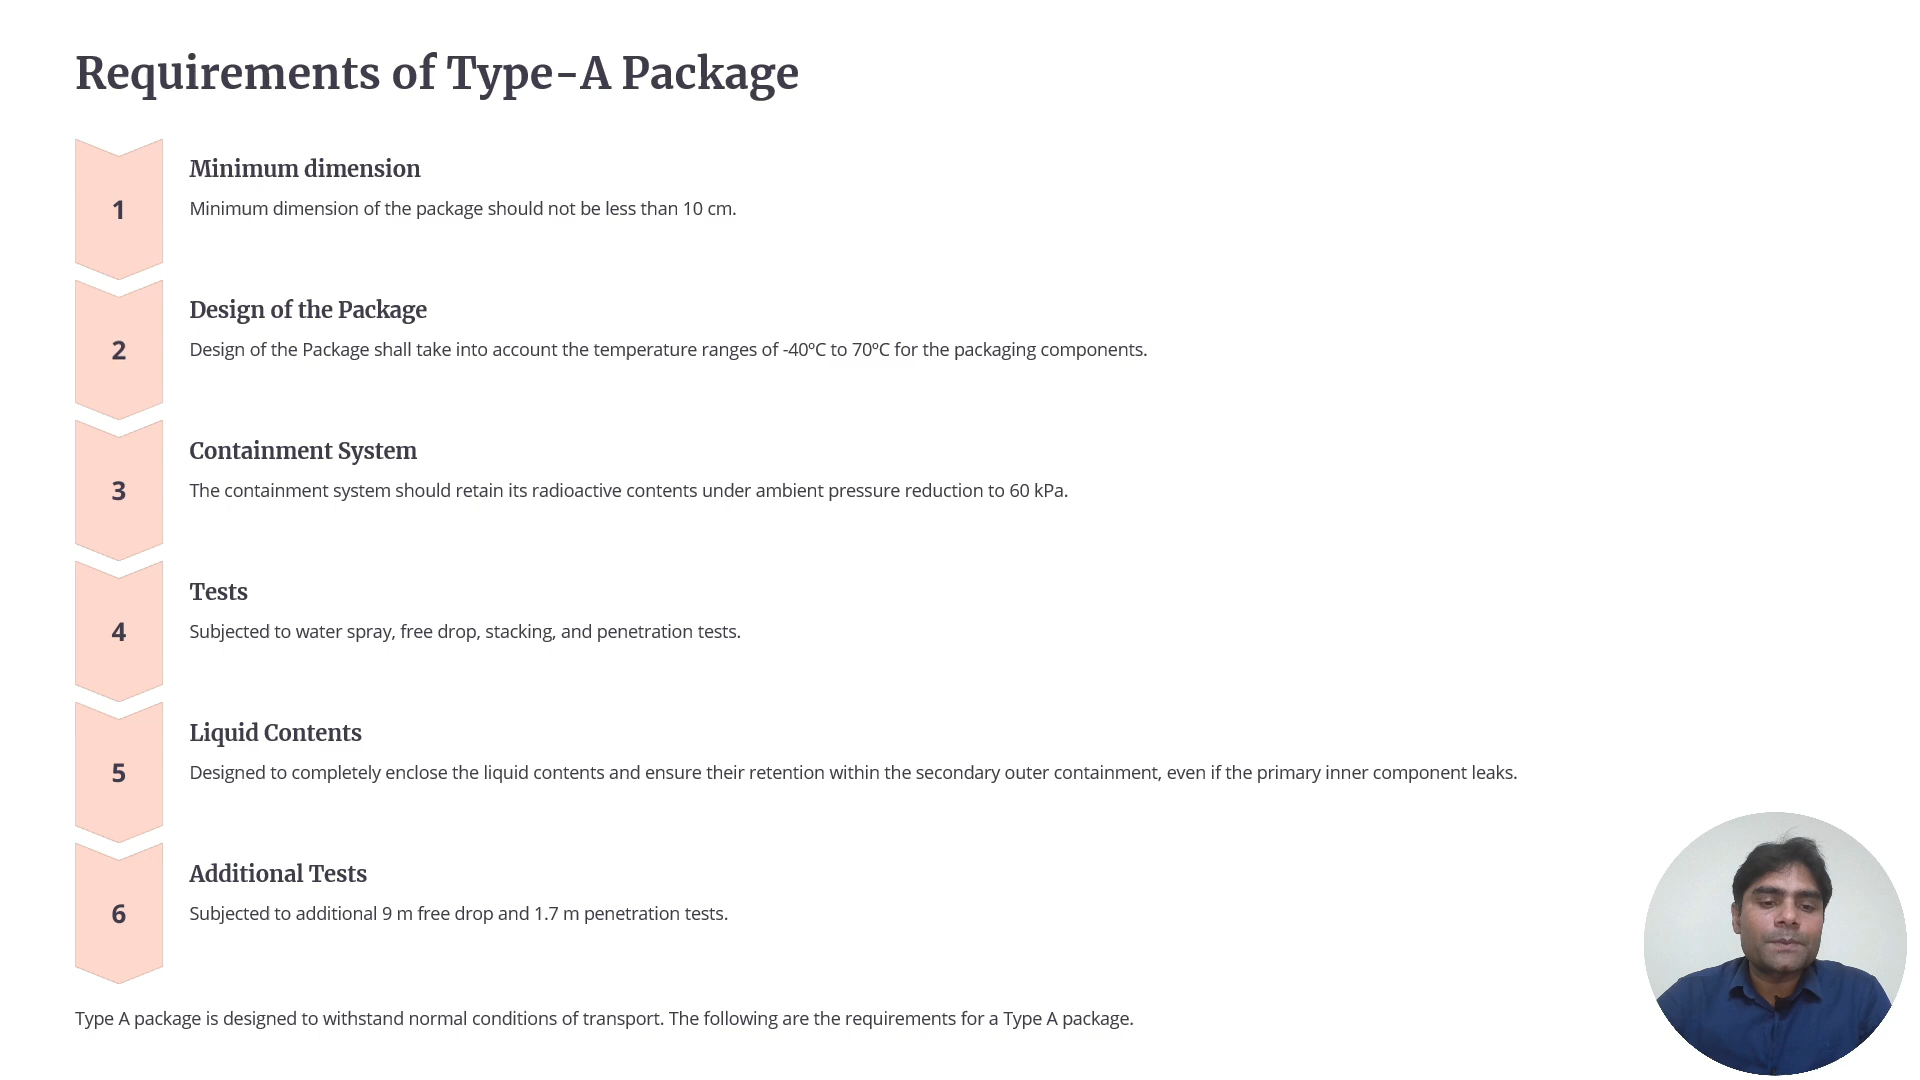 Requirements of Type-A Package
1
Minimum dimension
Minimum dimension of the package should not be less than 10 cm.
2
Design of the Package
Design of the Package shall take into account the temperature ranges of -40°C to 70°C for the packaging components.
3
Containment System
The containment system should retain its radioactive contents under ambient pressure reduction to 60 kPa.
4
Tests
Subjected to water spray, free drop, stacking, and penetration tests.
5
Liquid Contents
Designed to completely enclose the liquid contents and ensure their retention within the secondary outer containment, even if the primary inner component leaks.
6
Additional Tests
Subjected to additional 9 m free drop and 1.7 m penetration tests.
Type A package is designed to withstand normal conditions of transport. The following are the requirements for a Type A package.